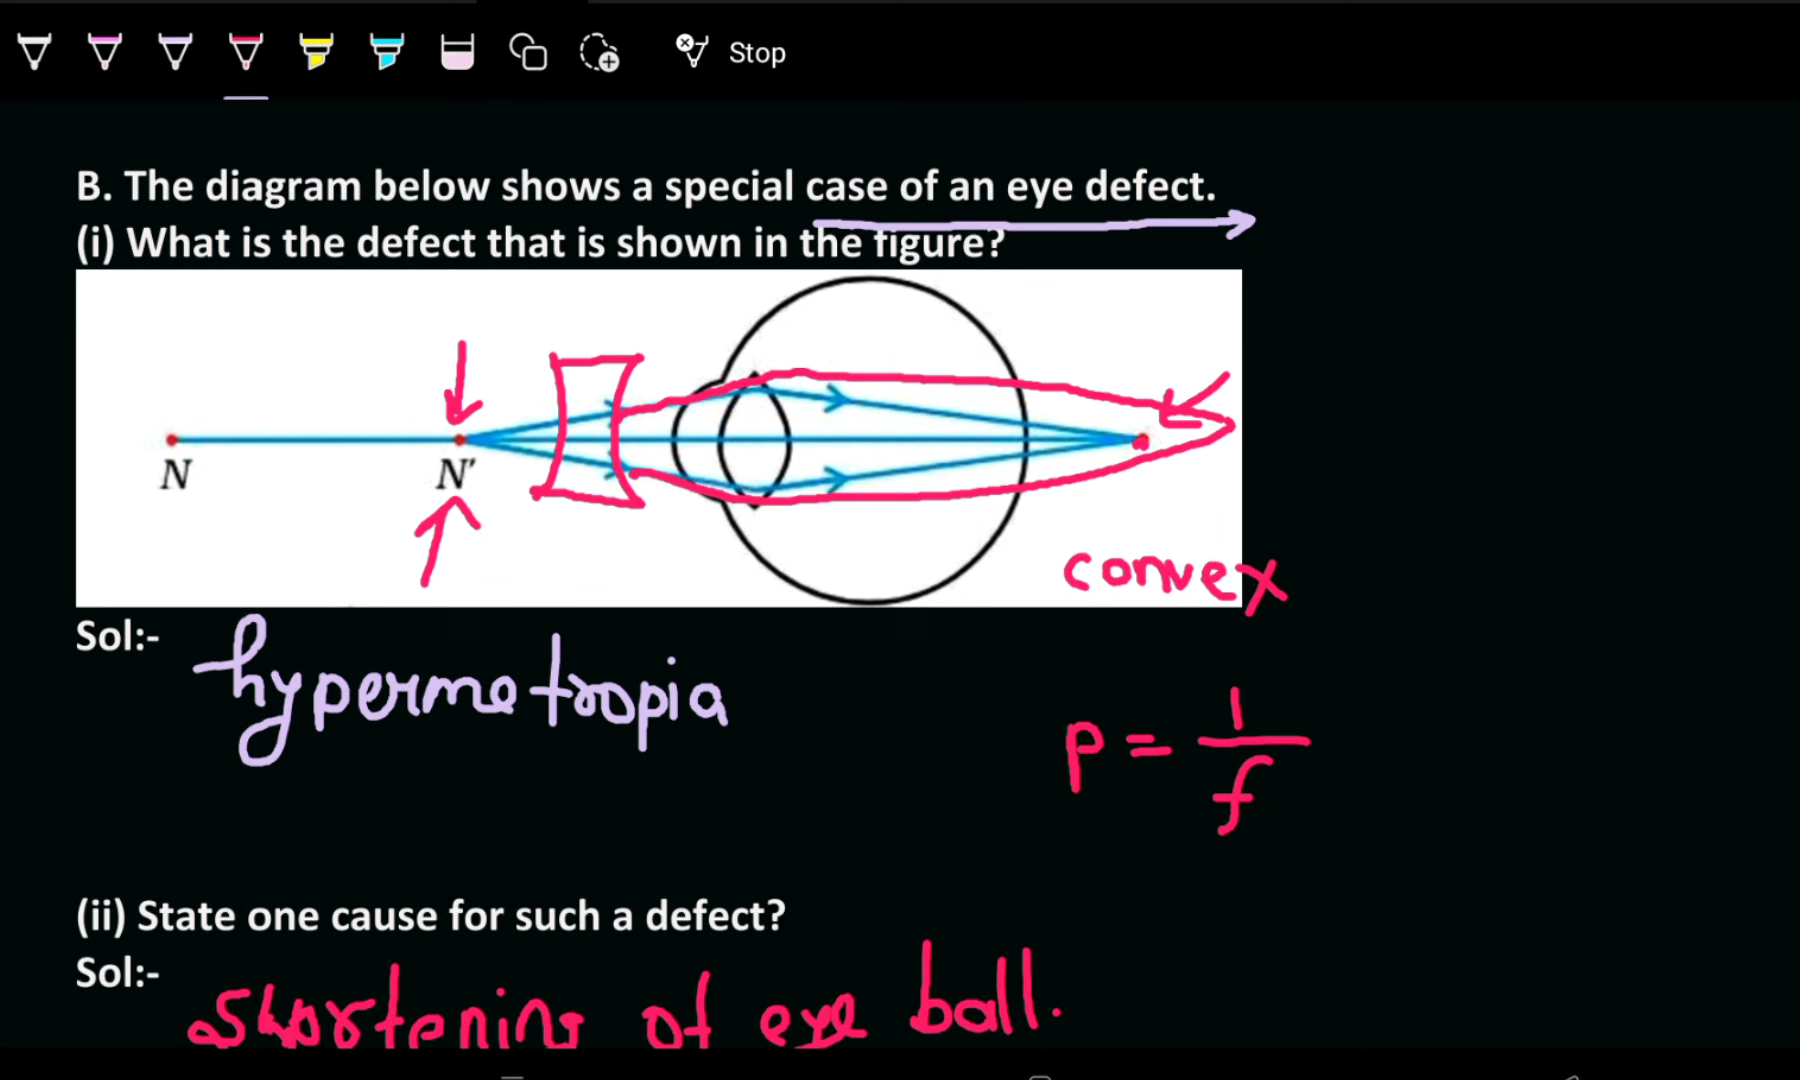 Stop
B. The diagram below shows a special case of an eye defect.
(i) What is the defect that is shown in the figure?
N N'
convex
Sol:-
hypermetropia
P = 1/f
(ii) State one cause for such a defect?
Sol:-
Shortening of eye ball.